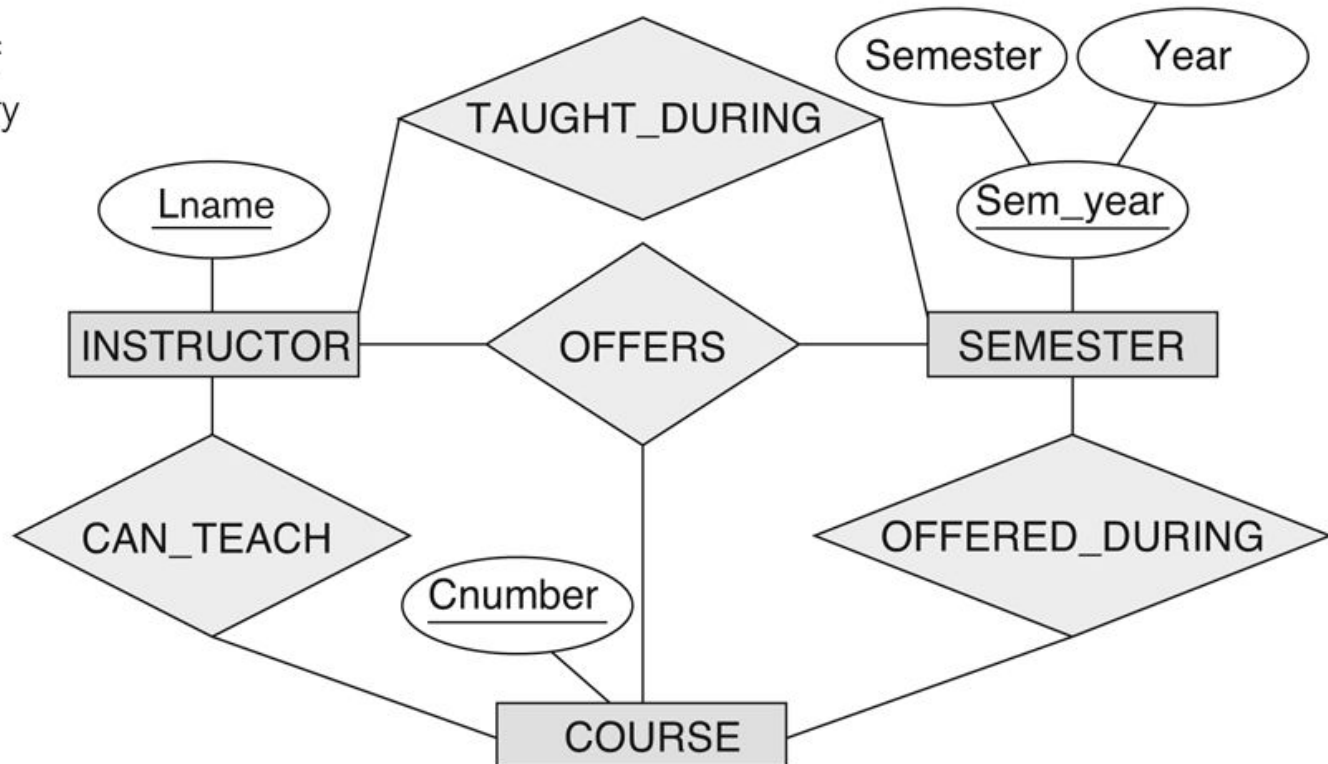 Semester
Year
TAUGHT_DURING
Lname
Sem_year
INSTRUCTOR
OFFERS
SEMESTER
CAN_TEACH
OFFERED_DURING
Cnumber
COURSE